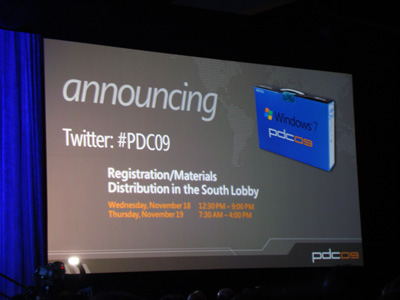 announcing
Twitter: #PDC09
Registration/Materials
Distribution in the South Lobby
Wednesday, November 18 12:30 PM – 9:00 PM
Thursday, November 19 7:30 AM – 4:00 PM
Windows 7
pdc09
pdc09